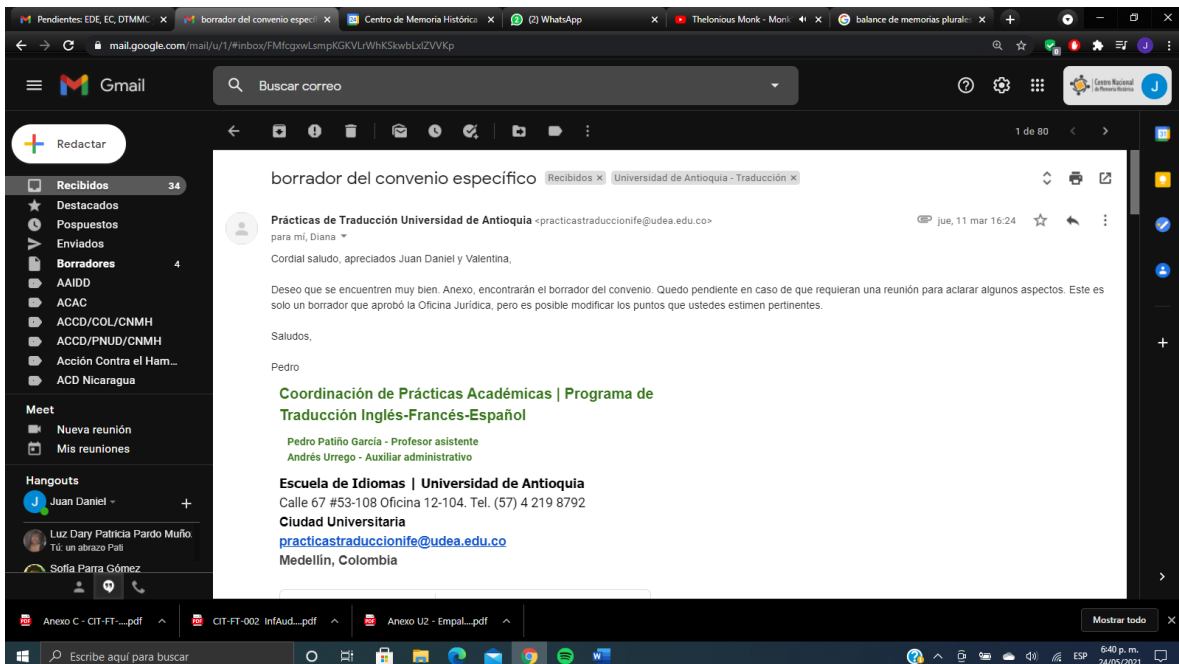 Pendientes: EDE, EC, DTMMC
borrador del convenio específ
Centro de Memoria Histórica
(2) WhatsApp
Thelonious Monk - Monk
balance de memorias plurale
mail.google.com/mail/u/1/#inbox/FMfcgxwLsmpKGKVLrWhKSkwbLxlZVVKp
Gmail
Buscar correo
Centro Nacional
de Memoria Histórica
J
Redactar
1 de 80
Recibidos 34
Destacados
Pospuestos
Enviados
Borradores 4
AAIDD
ACAC
ACCD/COL/CNMH
ACCD/PNUD/CNMH
Acción Contra el Ham...
ACD Nicaragua
Meet
Nueva reunión
Mis reuniones
Hangouts
J Juan Daniel
Luz Dary Patricia Pardo Muño
Tú: un abrazo Pati
Sofía Parra Gómez
borrador del convenio específico Recibidos x Universidad de Antioquia - Traducción x
Prácticas de Traducción Universidad de Antioquia <practicastraduccionife@udea.edu.co> jue, 11 mar 16:24
para mí, Diana
Cordial saludo, apreciados Juan Daniel y Valentina,
Deseo que se encuentren muy bien. Anexo, encontrarán el borrador del convenio. Quedo pendiente en caso de que requieran una reunión para aclarar algunos aspectos. Este es
solo un borrador que aprobó la Oficina Jurídica, pero es posible modificar los puntos que ustedes estimen pertinentes.
Saludos,
Pedro
Coordinación de Prácticas Académicas | Programa de
Traducción Inglés-Francés-Español
Pedro Patiño García - Profesor asistente
Andrés Urrego - Auxiliar administrativo
Escuela de Idiomas | Universidad de Antioquia
Calle 67 #53-108 Oficina 12-104. Tel. (57) 4 219 8792
Ciudad Universitaria
practicastraduccionife@udea.edu.co
Medellín, Colombia
Anexo C - CIT-FT-....pdf
CIT-FT-002 InfAud....pdf
Anexo U2 - Empal....pdf
Mostrar todo
Escribe aquí para buscar
ESP
6:40 p. m.
24/05/2021